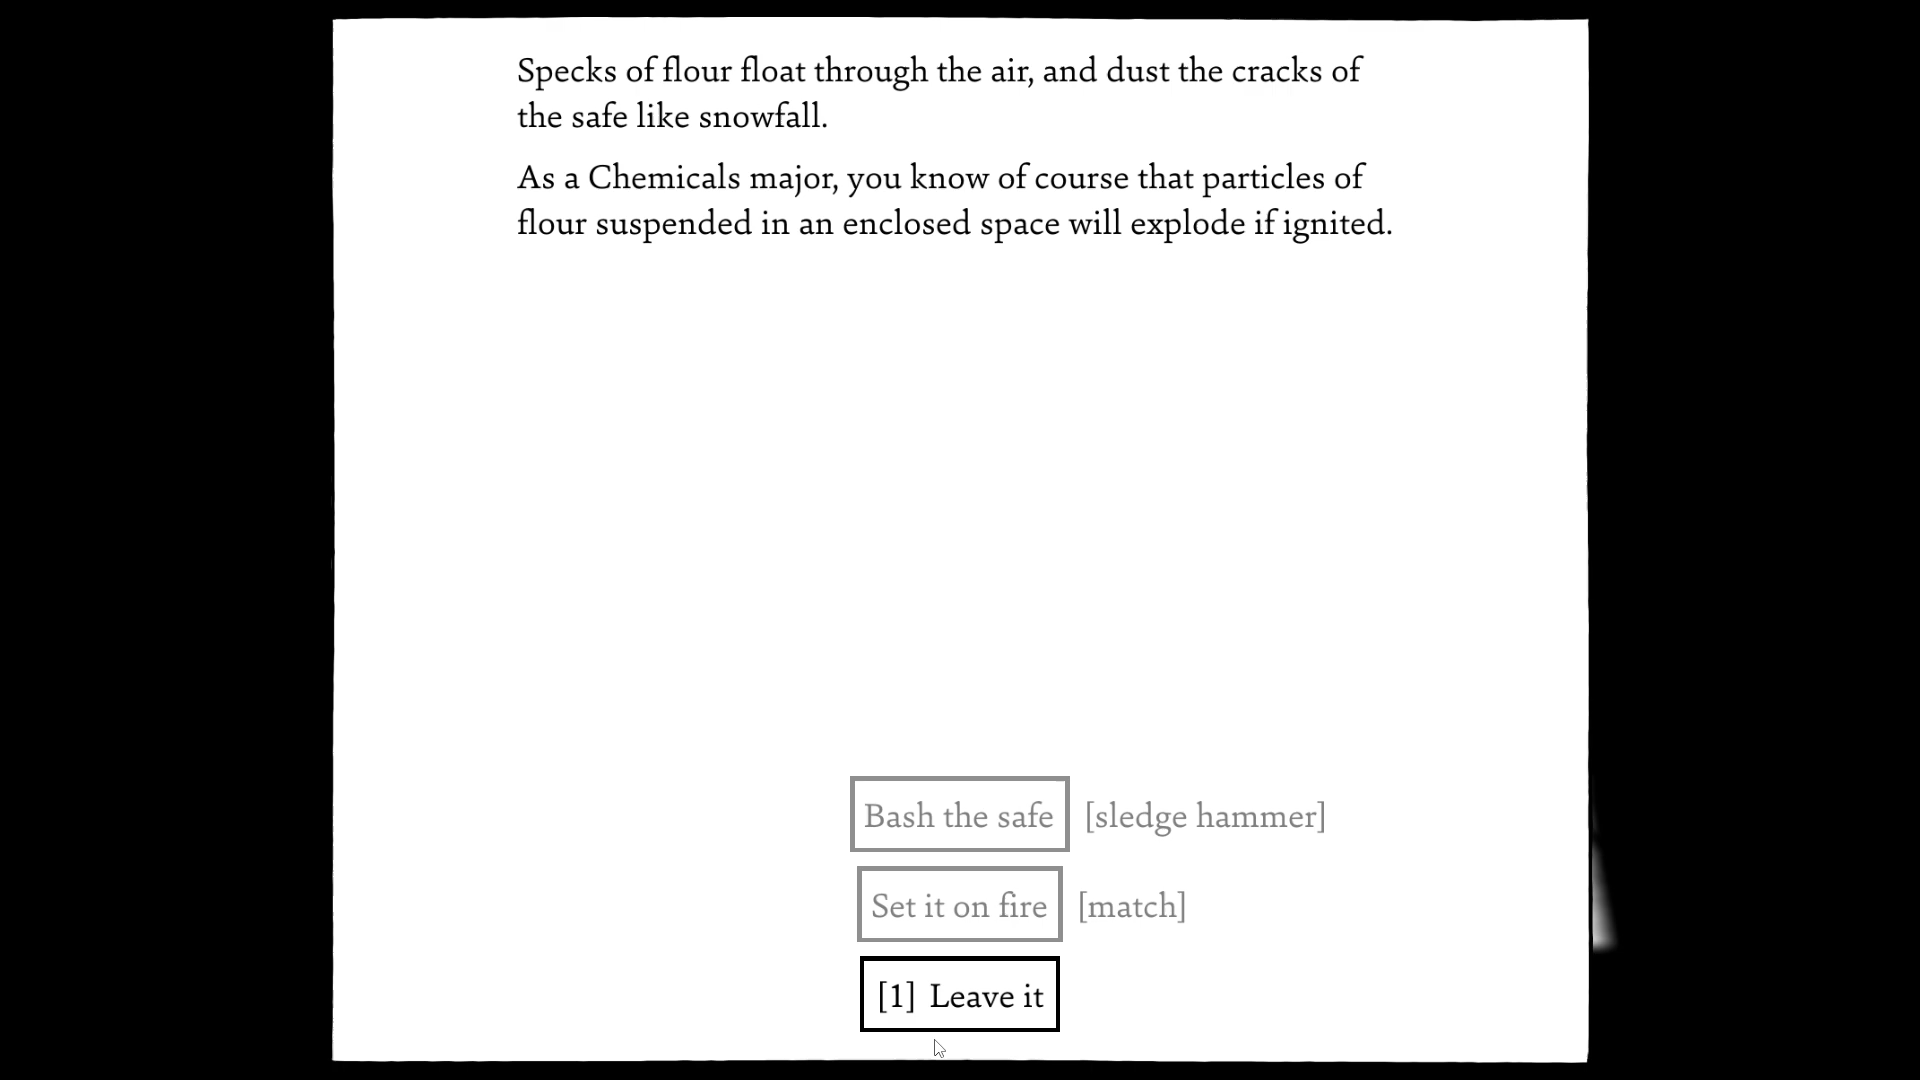 Specks of flour float through the air, and dust the cracks of
the safe like snowfall.
As a Chemicals major, you know of course that particles of
flour suspended in an enclosed space will explode if ignited.
Bash the safe [sledge hammer]
Set it on fire [match]
[1] Leave it